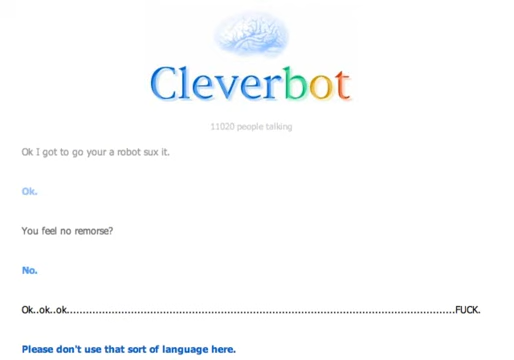 Cleverbot
11020 people talking
Ok I got to go your a robot sux it.
Ok.
You feel no remorse?
No.
Ok..ok..ok.......................................................................................................................FUCK.
Please don't use that sort of language here.